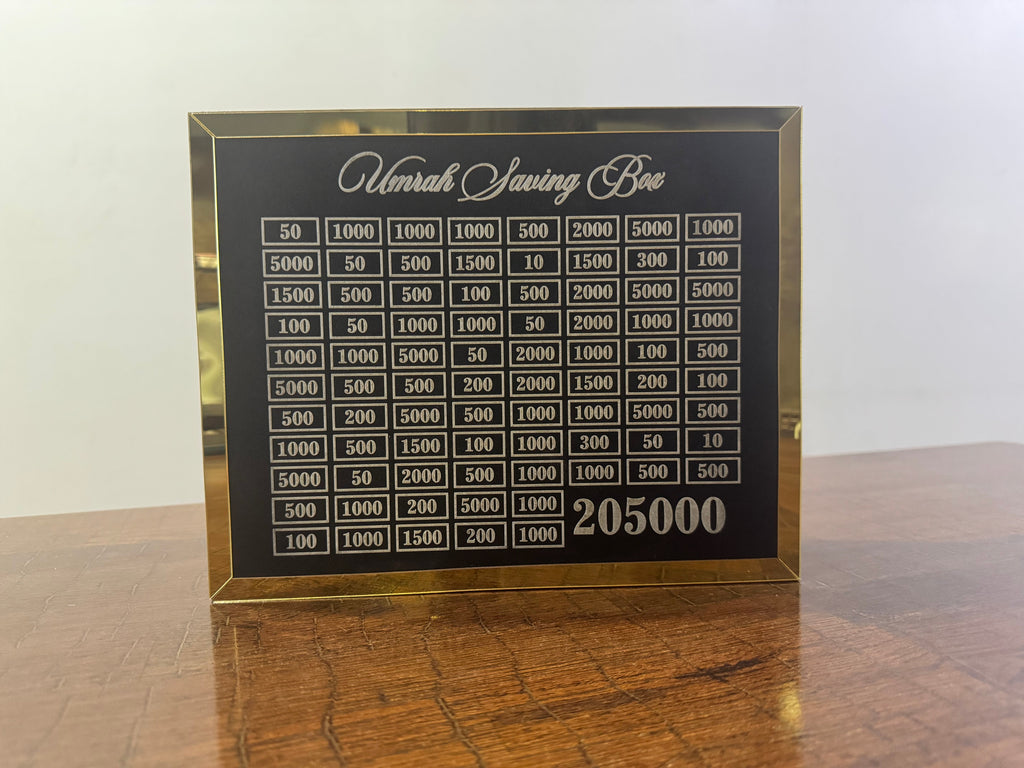 Umrah Saving Box
50 1000 1000 1000 500 2000 5000 1000
5000 50 500 1500 10 1500 300 100
1500 500 500 100 500 2000 5000 5000
100 50 1000 1000 50 2000 1000 1000
1000 1000 5000 50 2000 1000 100 500
5000 500 500 200 2000 1500 200 100
500 200 5000 500 1000 1000 5000 500
1000 500 1500 100 1000 300 50 10
5000 50 2000 500 1000 1000 500 500
500 1000 200 5000 1000
100 1000 1500 200 1000
205000